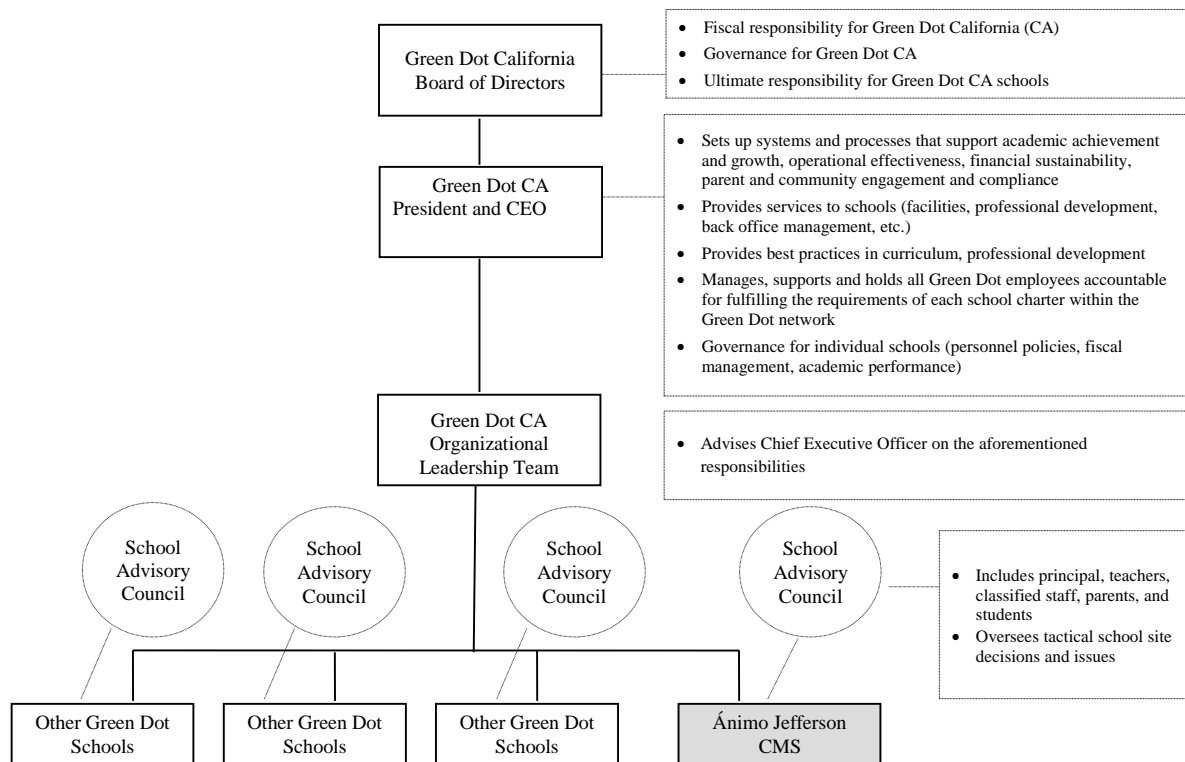 Green Dot California
Board of Directors
• Fiscal responsibility for Green Dot California (CA)
• Governance for Green Dot CA
• Ultimate responsibility for Green Dot CA schools
Green Dot CA
President and CEO
• Sets up systems and processes that support academic achievement
and growth, operational effectiveness, financial sustainability,
parent and community engagement and compliance
• Provides services to schools (facilities, professional development,
back office management, etc.)
• Provides best practices in curriculum, professional development
• Manages, supports and holds all Green Dot employees accountable
for fulfilling the requirements of each school charter within the
Green Dot network
• Governance for individual schools (personnel policies, fiscal
management, academic performance)
Green Dot CA
Organizational
Leadership Team
• Advises Chief Executive Officer on the aforementioned
responsibilities
School
Advisory
Council
School
Advisory
Council
School
Advisory
Council
School
Advisory
Council
• Includes principal, teachers,
classified staff, parents, and
students
• Oversees tactical school site
decisions and issues
Other Green Dot
Schools
Other Green Dot
Schools
Other Green Dot
Schools
Ánimo Jefferson
CMS